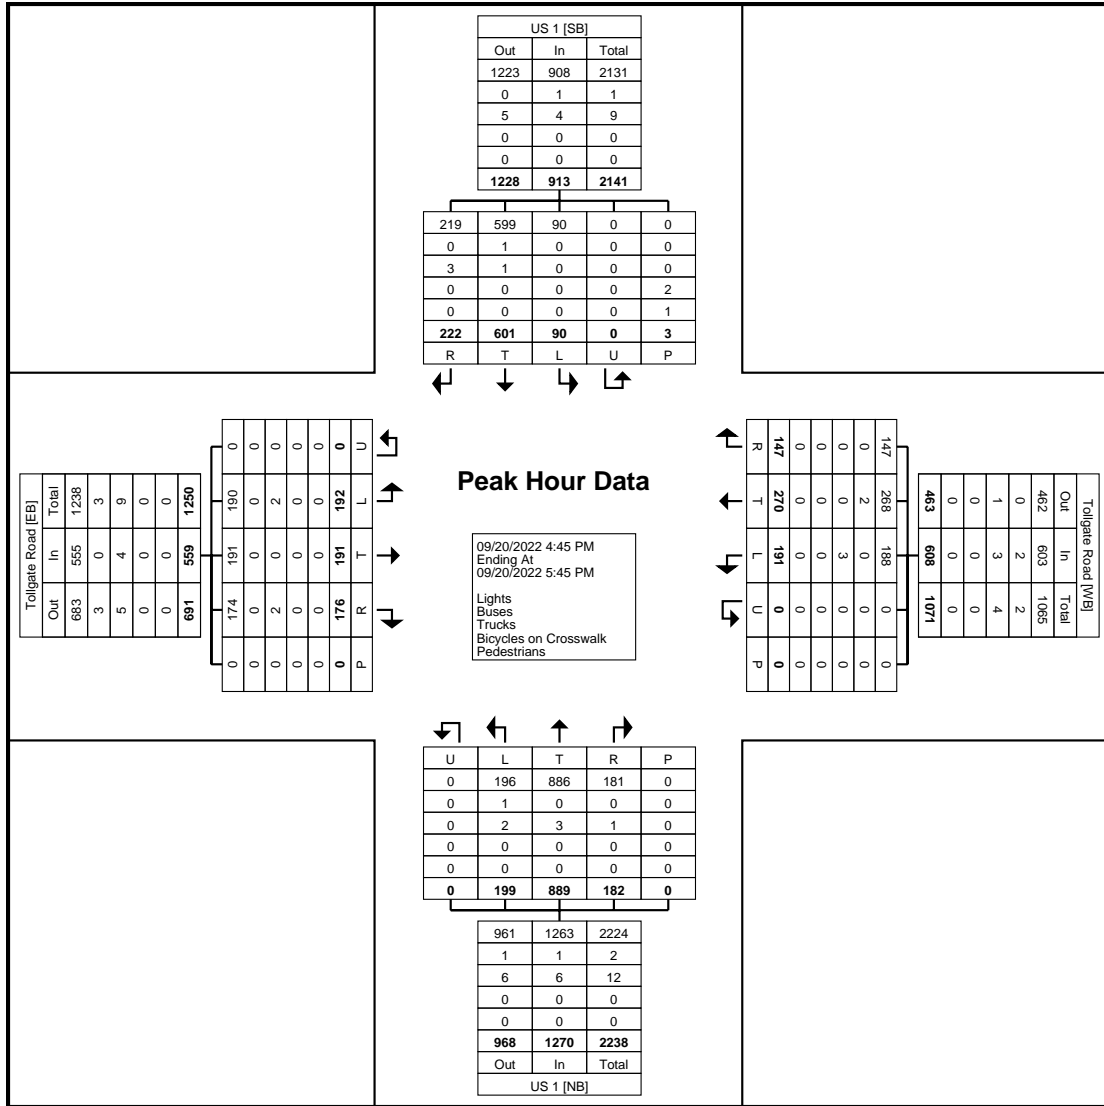 US 1 [SB]
Out In Total
1223 908 2131
0 1 1
5 4 9
0 0 0
0 0 0
1228 913 2141
219 599 90 0 0
0 1 0 0 0
3 1 0 0 0
0 0 0 0 2
0 0 0 0 1
222 601 90 0 3
R T L U P
Tollgate Road [EB]
Total 1238 3 9 0 0 1250
In 555 0 4 0 0 559
Out 683 3 5 0 0 691
0 0 0 0 0 0 U
190 0 2 0 0 192 L
191 0 0 0 0 191 T
174 0 2 0 0 176 R
0 0 0 0 0 0 P
Peak Hour Data
09/20/2022 4:45 PM
Ending At
09/20/2022 5:45 PM
Lights
Buses
Trucks
Bicycles on Crosswalk
Pedestrians
R 147 0 0 0 0 147
T 270 0 0 0 2 268
L 191 0 0 3 0 188
U 0 0 0 0 0 0
P 0 0 0 0 0 0
463 0 0 1 0 462 Out
608 0 0 3 2 603 In
1071 0 0 4 2 1065 Total
Tollgate Road [WB]
U L T R P
0 196 886 181 0
0 1 0 0 0
0 2 3 1 0
0 0 0 0 0
0 0 0 0 0
0 199 889 182 0
961 1263 2224
1 1 2
6 6 12
0 0 0
0 0 0
968 1270 2238
Out In Total
US 1 [NB]